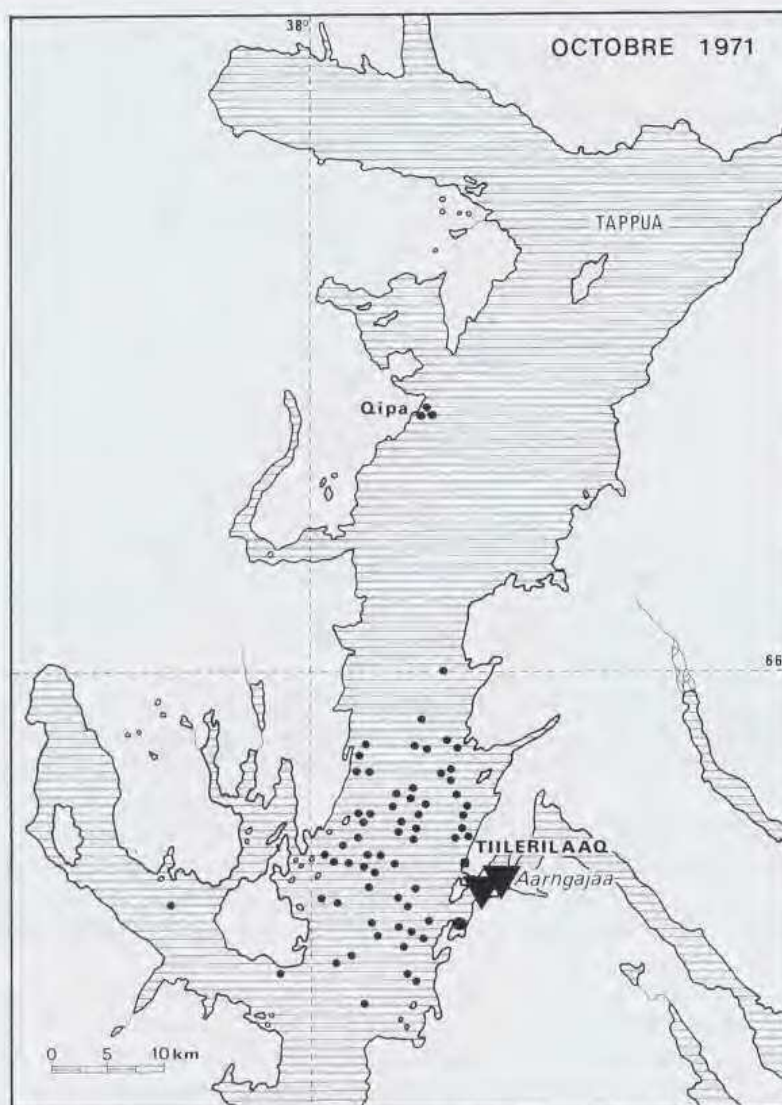 38°
OCTOBRE 1971
TAPPUA
Qipa
66
TIILERILAAQ
Aarngajaa
0 5 10 km